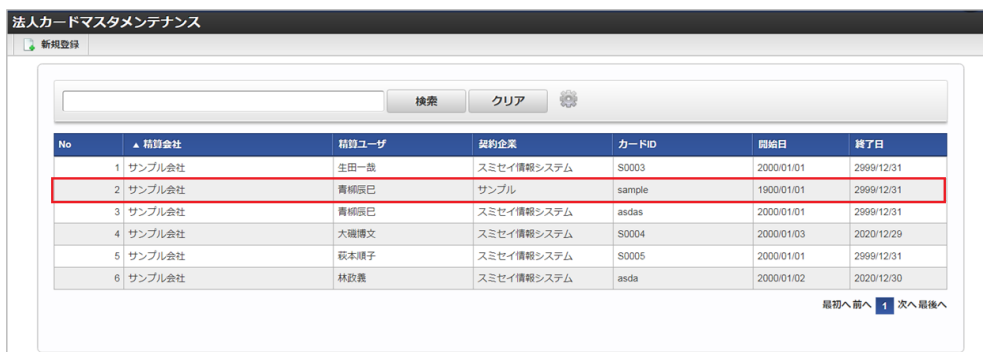 法人カードマスタメンテナンス
新規登録
検索 クリア
No ▲ 精算会社 精算ユーザ 契約企業 カードID 開始日 終了日
1 サンプル会社 生田一哉 スミセイ情報システム S0003 2000/01/01 2999/12/31
2 サンプル会社 青柳辰巳 サンプル sample 1900/01/01 2999/12/31
3 サンプル会社 青柳辰巳 スミセイ情報システム asdas 2000/01/01 2999/12/31
4 サンプル会社 大磯博文 スミセイ情報システム S0004 2000/01/03 2020/12/29
5 サンプル会社 萩本順子 スミセイ情報システム S0005 2000/01/01 2999/12/31
6 サンプル会社 林政義 スミセイ情報システム asda 2000/01/02 2020/12/30
最初へ 前へ 1 次へ 最後へ